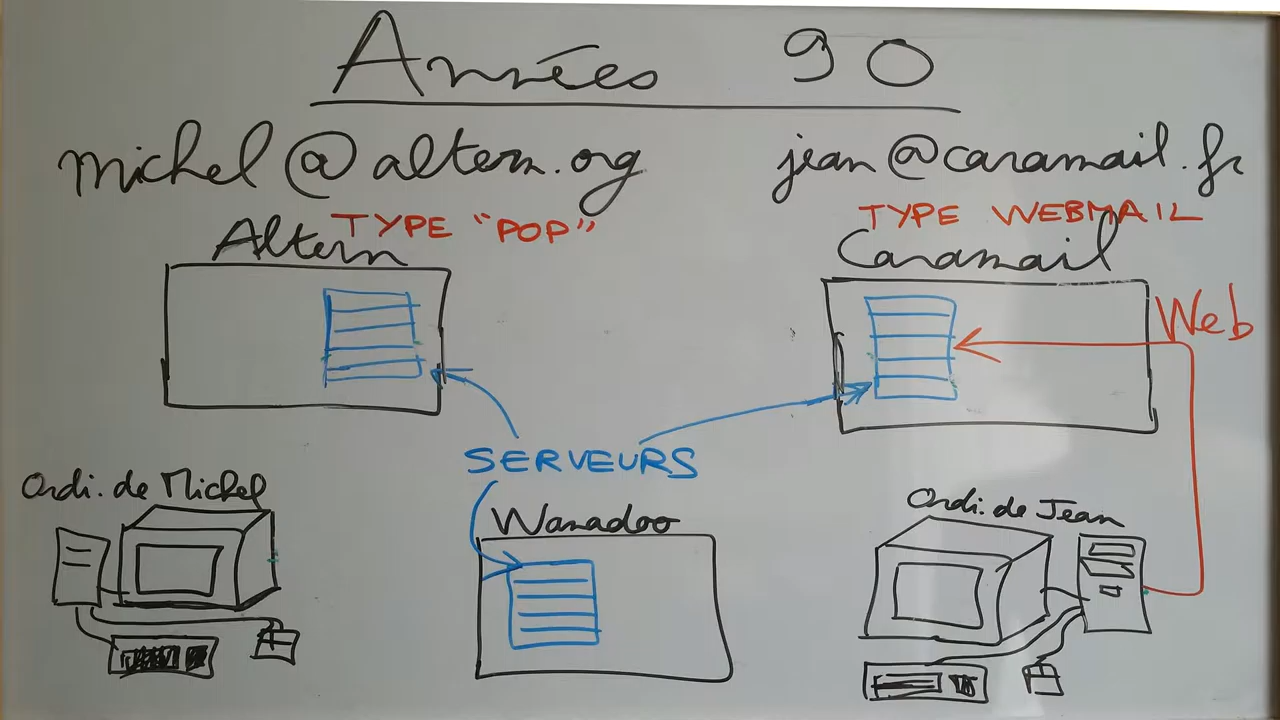 Années 90
michel@altern.org
jean@caramail.fr
TYPE "POP"
TYPE WEBMAIL
Altern
Caramail
Web
SERVEURS
Ordi. de Michel
Wanadoo
Ordi. de Jean